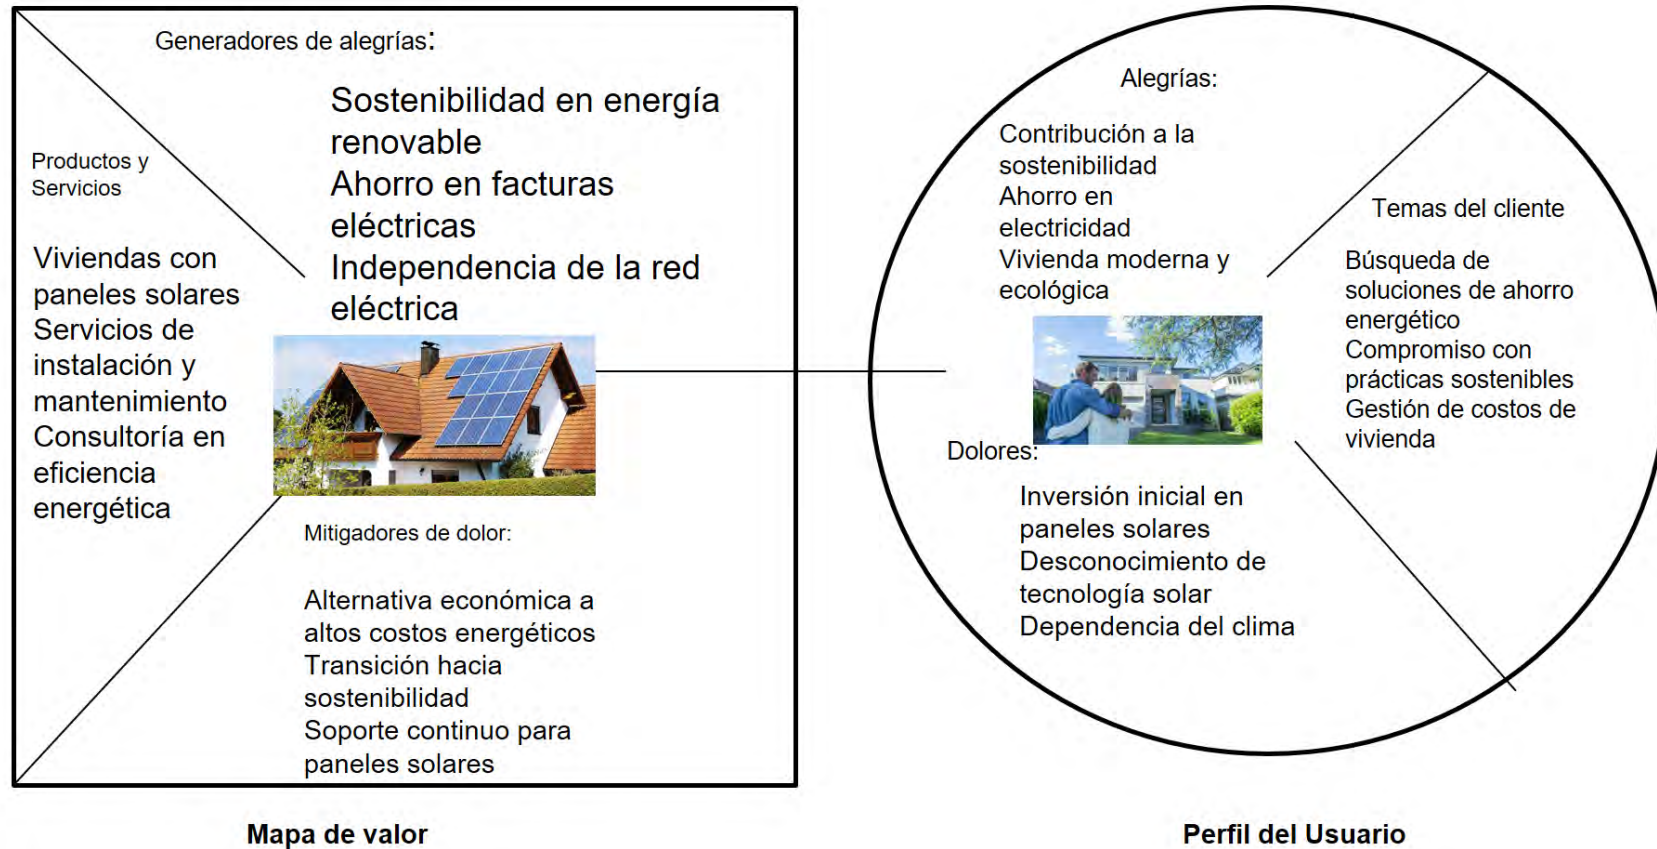 Generadores de alegrías:
Sostenibilidad en energía
renovable
Ahorro en facturas
eléctricas
Independencia de la red
eléctrica
Productos y
Servicios
Viviendas con
paneles solares
Servicios de
instalación y
mantenimiento
Consultoría en
eficiencia
energética
Mitigadores de dolor:
Alternativa económica a
altos costos energéticos
Transición hacia
sostenibilidad
Soporte continuo para
paneles solares
Mapa de valor
Alegrías:
Contribución a la
sostenibilidad
Ahorro en
electricidad
Vivienda moderna y
ecológica
Temas del cliente
Búsqueda de
soluciones de ahorro
energético
Compromiso con
prácticas sostenibles
Gestión de costos de
vivienda
Dolores:
Inversión inicial en
paneles solares
Desconocimiento de
tecnología solar
Dependencia del clima
Perfil del Usuario